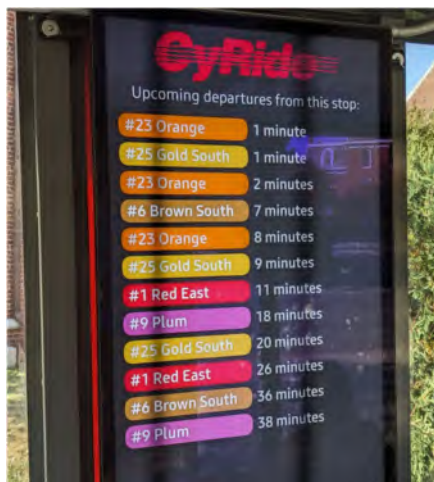 CyRide
Upcoming departures from this stop:
#23 Orange 1 minute
#25 Gold South 1 minute
#23 Orange 2 minutes
#6 Brown South 7 minutes
#23 Orange 8 minutes
#25 Gold South 9 minutes
#1 Red East 11 minutes
#9 Plum 18 minutes
#25 Gold South 20 minutes
#1 Red East 26 minutes
#6 Brown South 36 minutes
#9 Plum 38 minutes